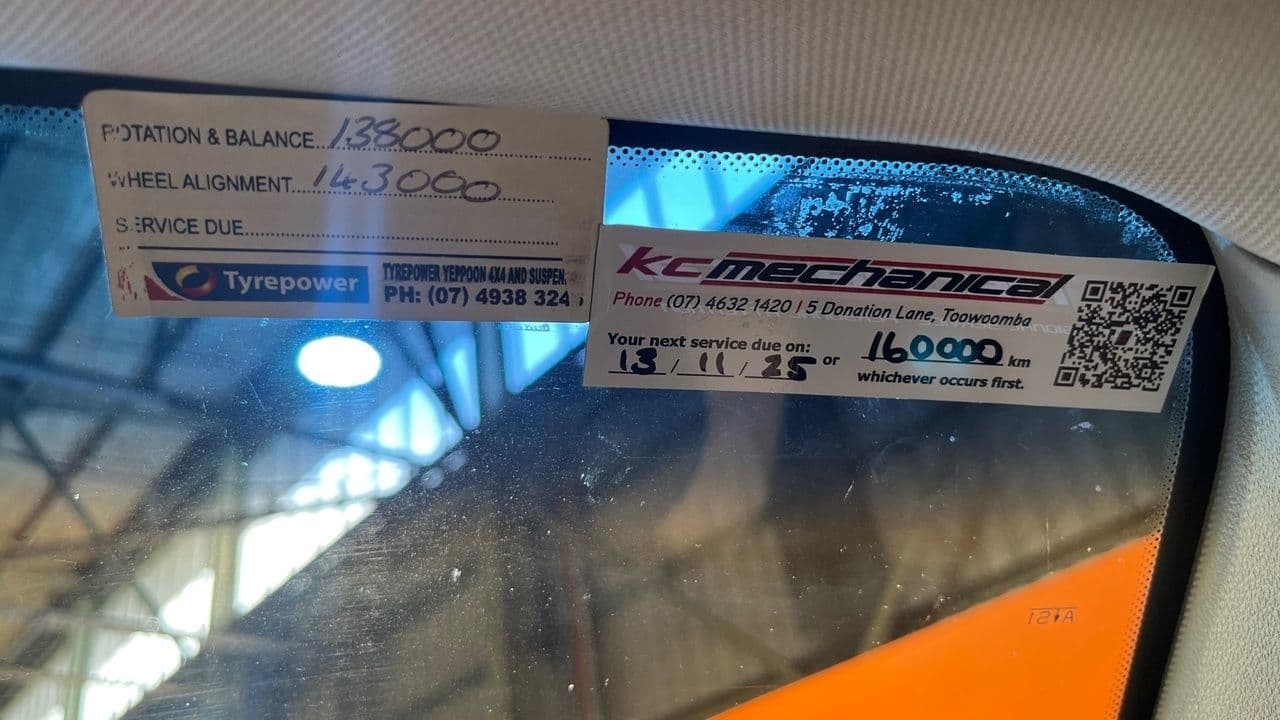 ROTATION & BALANCE 138000
WHEEL ALIGNMENT 143000
SERVICE DUE
Tyrepower
TYREPOWER YEPPOON 4X4 AND SUSPEN
PH: (07) 4938 324
kc mechanical
Phone (07) 4632 1420 | 5 Donation Lane, Toowoomba
Your next service due on:
13 / 11 / 25 or 160000 km
whichever occurs first.